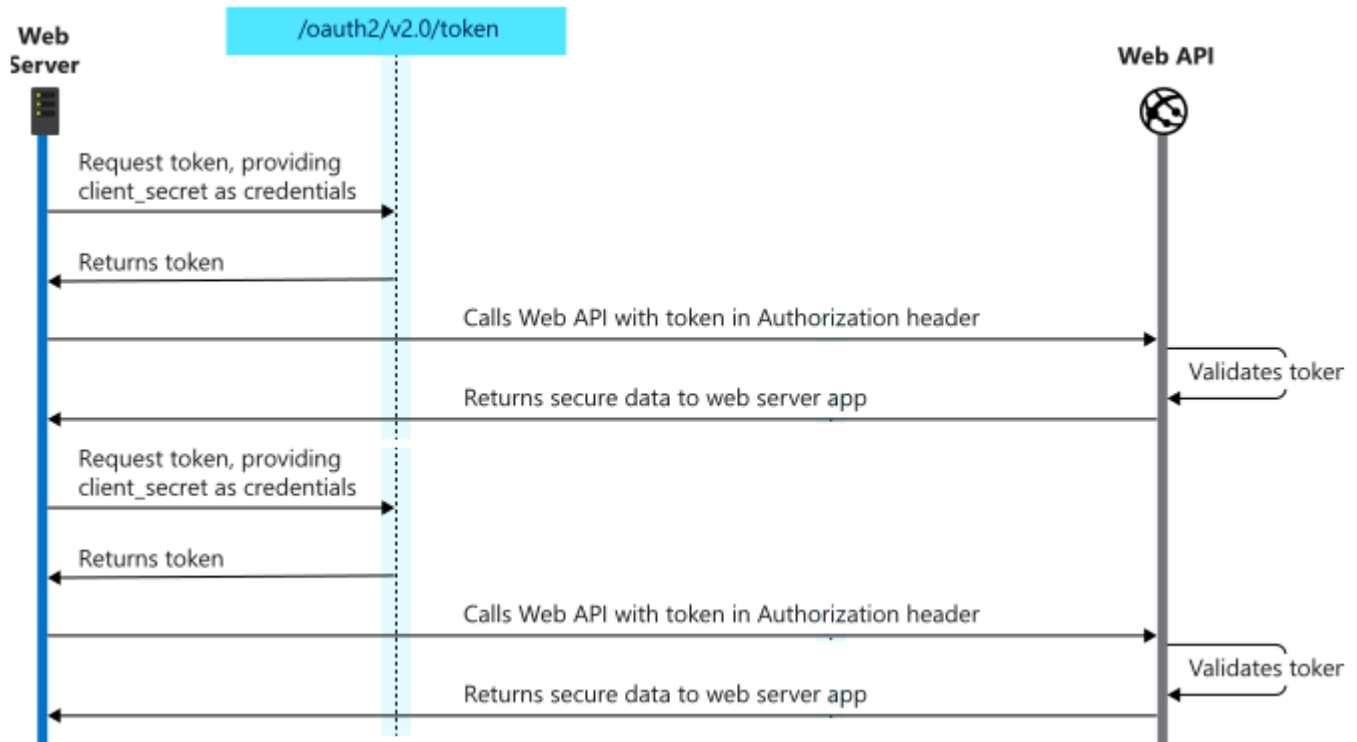 /oauth2/v2.0/token
Web
Server
Web API
Request token, providing
client_secret as credentials
Returns token
Calls Web API with token in Authorization header
Validates token
Returns secure data to web server app
Request token, providing
client_secret as credentials
Returns token
Calls Web API with token in Authorization header
Validates token
Returns secure data to web server app